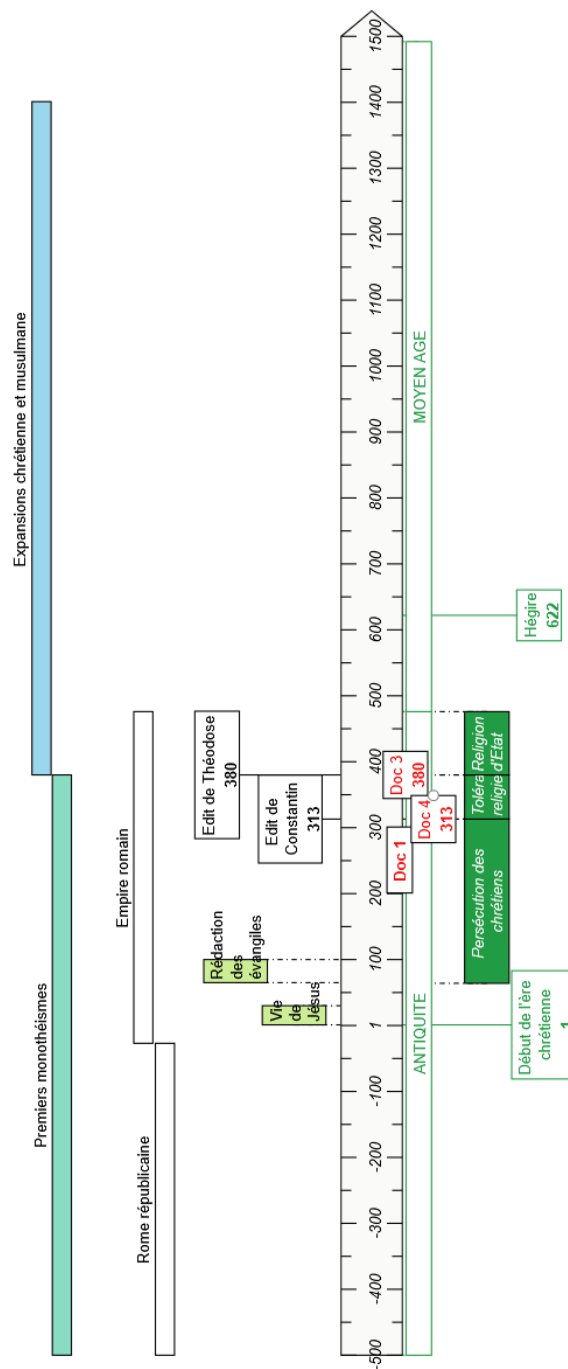 Expansions chrétienne et musulmane
Premiers monothéismes
Empire romain
Rome républicaine
Edit de Théodose
380
Edit de
Constantin
313
Rédaction
des
évangiles
Vie
de
Jésus
-500
-400
-300
-200
-100
1
100
200
300
400
500
600
700
800
900
1000
1100
1200
1300
1400
1500
Doc 3
380
Doc 4
313
Doc 1
ANTIQUITE
MOYEN AGE
Persécution des
chrétiens
Toléra
religie
Religion
d'Etat
Hégire
622
Début de l'ère
chrétienne
1